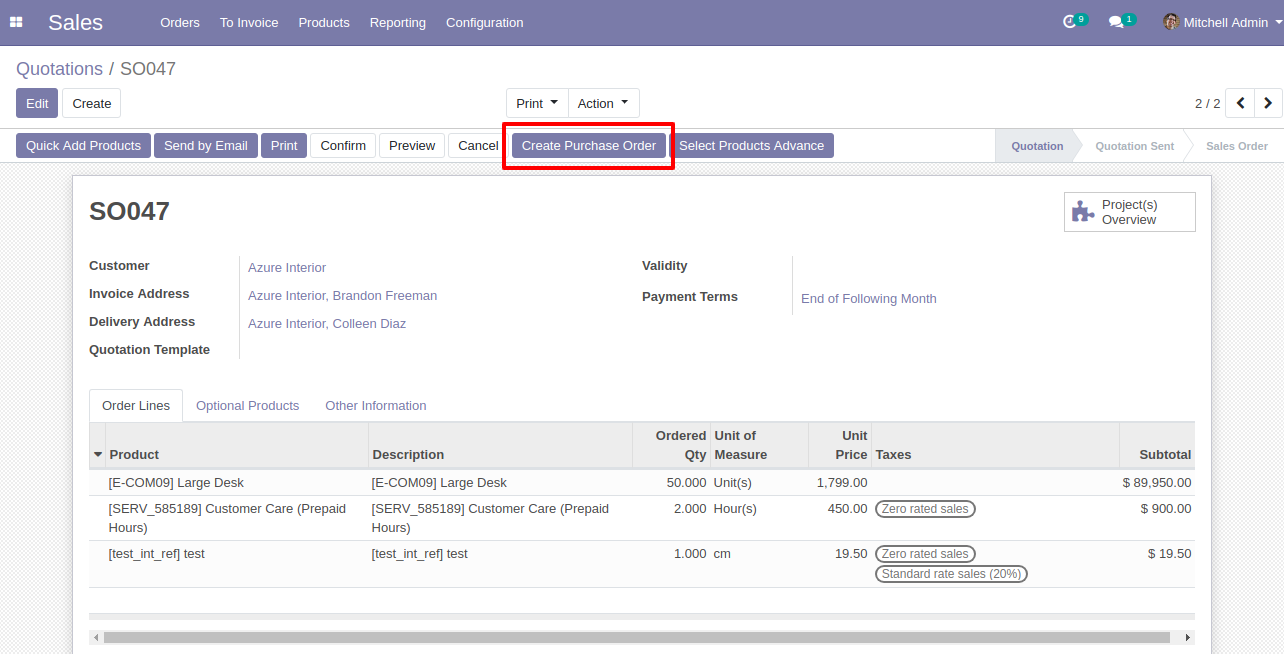 Sales Orders To Invoice Products Reporting Configuration 9 1 Mitchell Admin
Quotations / SO047
Edit Create Print Action 2 / 2
Quick Add Products Send by Email Print Confirm Preview Cancel Create Purchase Order Select Products Advance Quotation Quotation Sent Sales Order
SO047
Project(s)
Overview
Customer Azure Interior
Invoice Address Azure Interior, Brandon Freeman
Delivery Address Azure Interior, Colleen Diaz
Quotation Template
Validity
Payment Terms End of Following Month
Order Lines Optional Products Other Information
Product Description Ordered Qty Unit of Measure Unit Price Taxes Subtotal
[E-COM09] Large Desk [E-COM09] Large Desk 50.000 Unit(s) 1,799.00 $ 89,950.00
[SERV_585189] Customer Care (Prepaid [SERV_585189] Customer Care (Prepaid 2.000 Hour(s) 450.00 Zero rated sales $ 900.00
Hours) Hours)
[test_int_ref] test [test_int_ref] test 1.000 cm 19.50 Zero rated sales $ 19.50
Standard rate sales (20%)